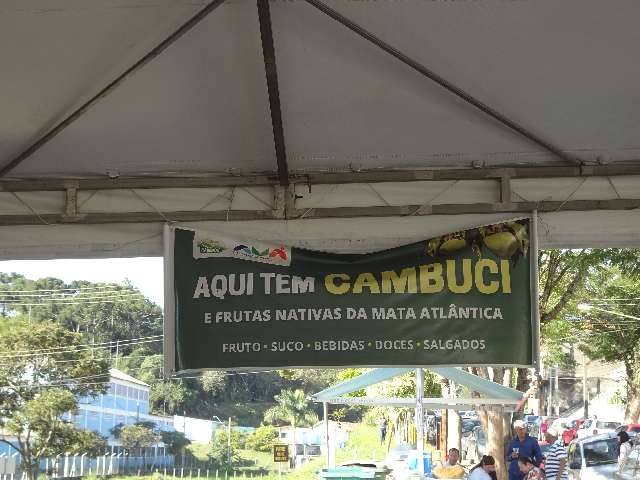 AQUI TEM CAMBUCI
E FRUTAS NATIVAS DA MATA ATLÂNTICA
FRUTO • SUCO • BEBIDAS • DOCES • SALGADOS